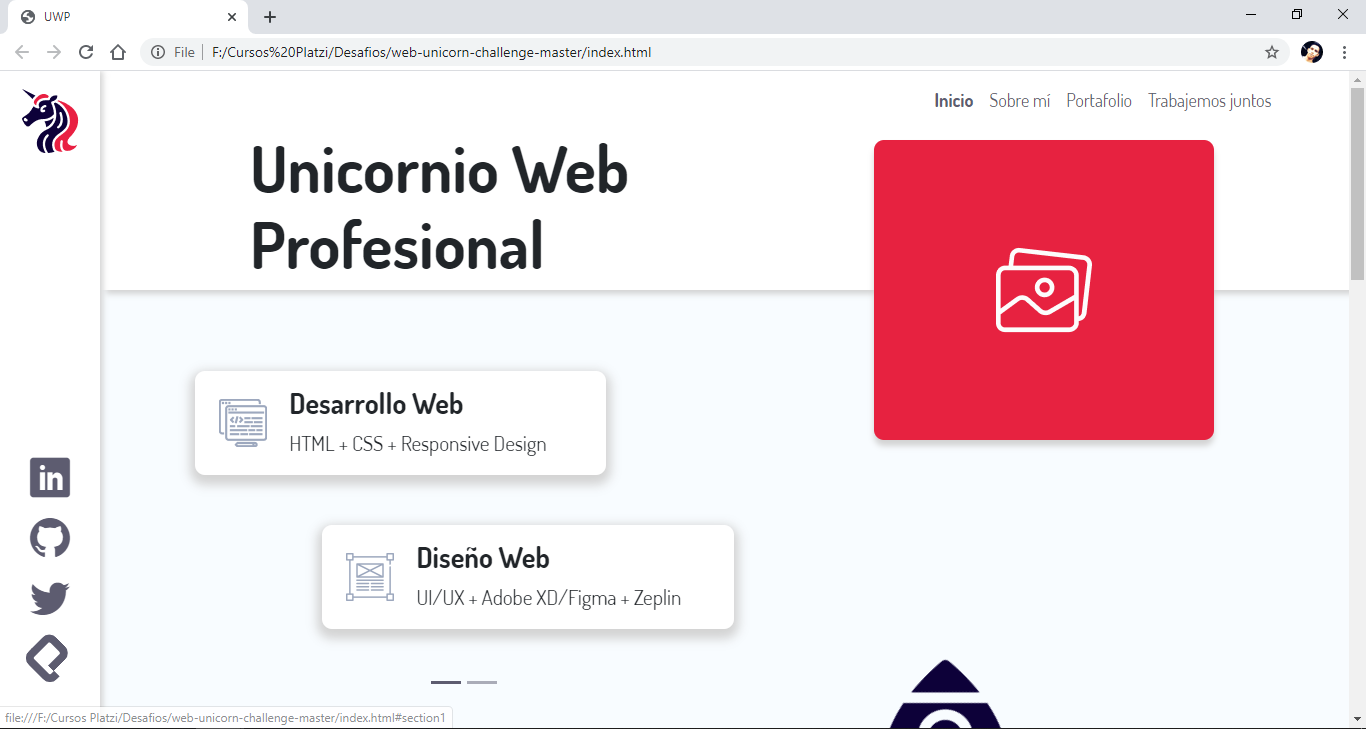 UWP
File
F:/Cursos%20Platzi/Desafios/web-unicorn-challenge-master/index.html
Inicio Sobre mí Portafolio Trabajemos juntos
Unicornio Web
Profesional
Desarrollo Web
HTML + CSS + Responsive Design
Diseño Web
UI/UX + Adobe XD/Figma + Zeplin
in
file:///F:/Cursos Platzi/Desafios/web-unicorn-challenge-master/index.html#section1